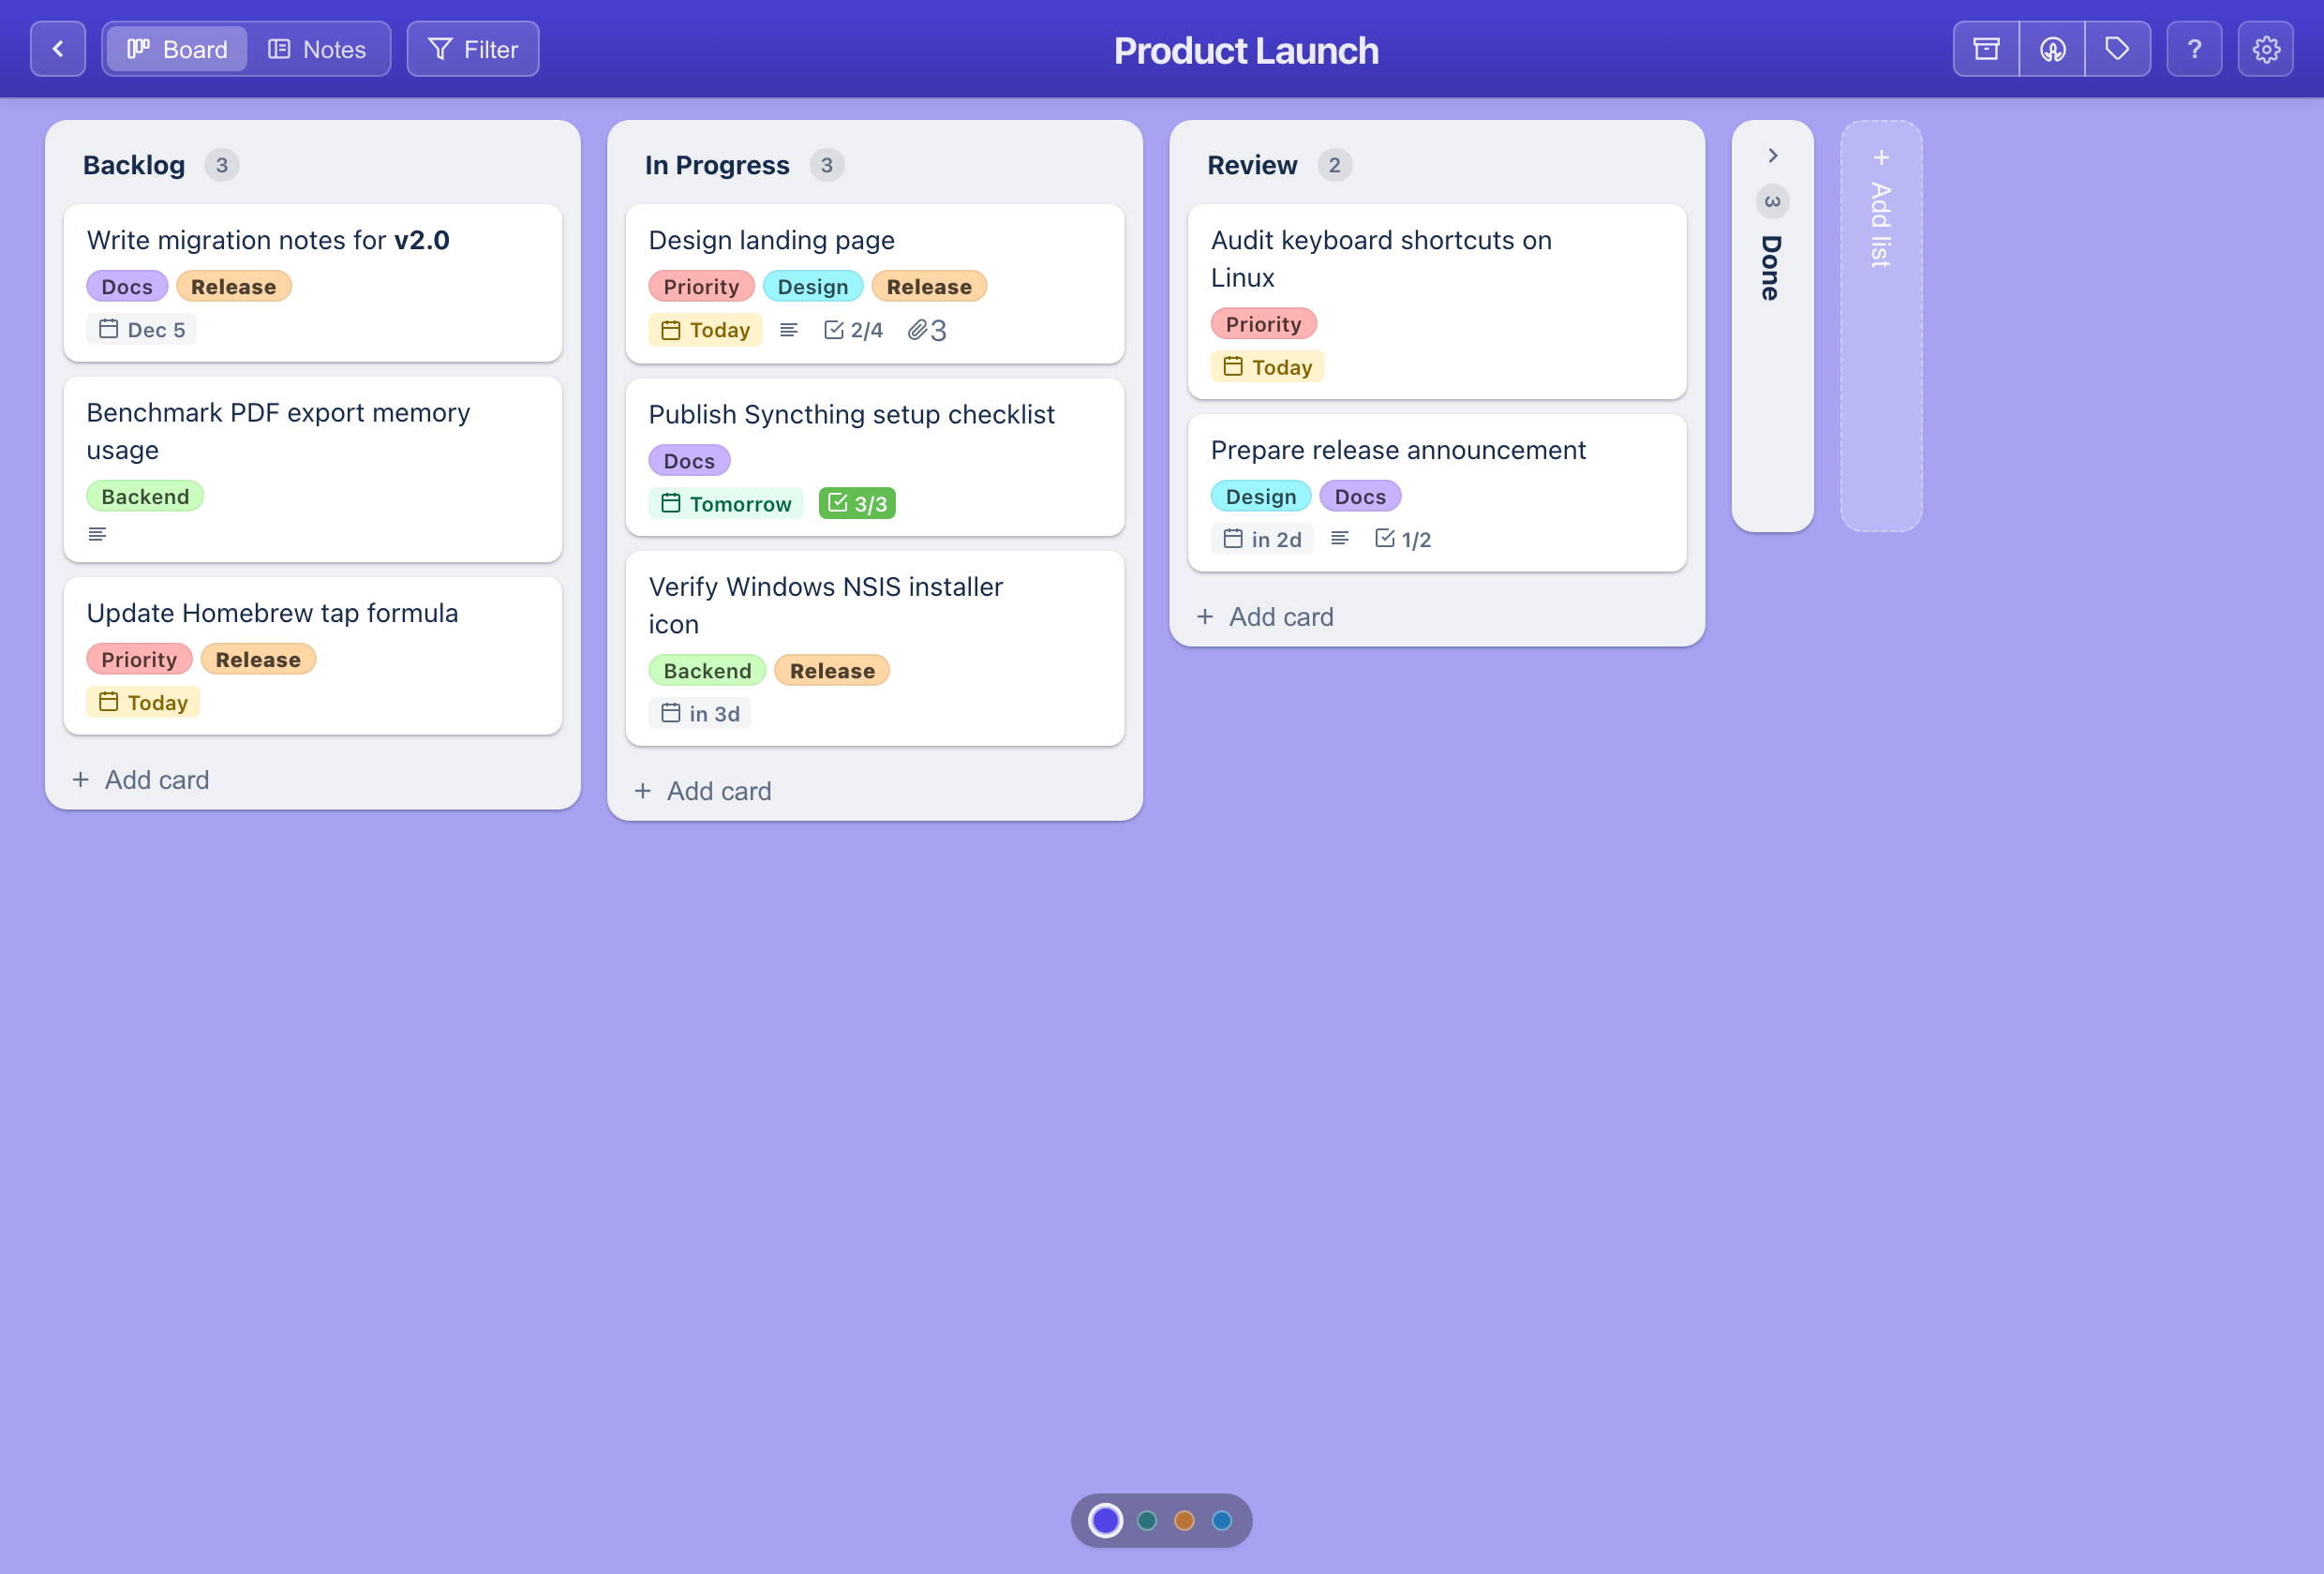 Board
Notes
Filter
Product Launch
?
Backlog 3
Write migration notes for v2.0
Docs Release
Dec 5
Benchmark PDF export memory
usage
Backend
Update Homebrew tap formula
Priority Release
Today
+ Add card
In Progress 3
Design landing page
Priority Design Release
Today 2/4 3
Publish Syncthing setup checklist
Docs
Tomorrow 3/3
Verify Windows NSIS installer
icon
Backend Release
in 3d
+ Add card
Review 2
Audit keyboard shortcuts on
Linux
Priority
Today
Prepare release announcement
Design Docs
in 2d 1/2
+ Add card
3 Done
+ Add list